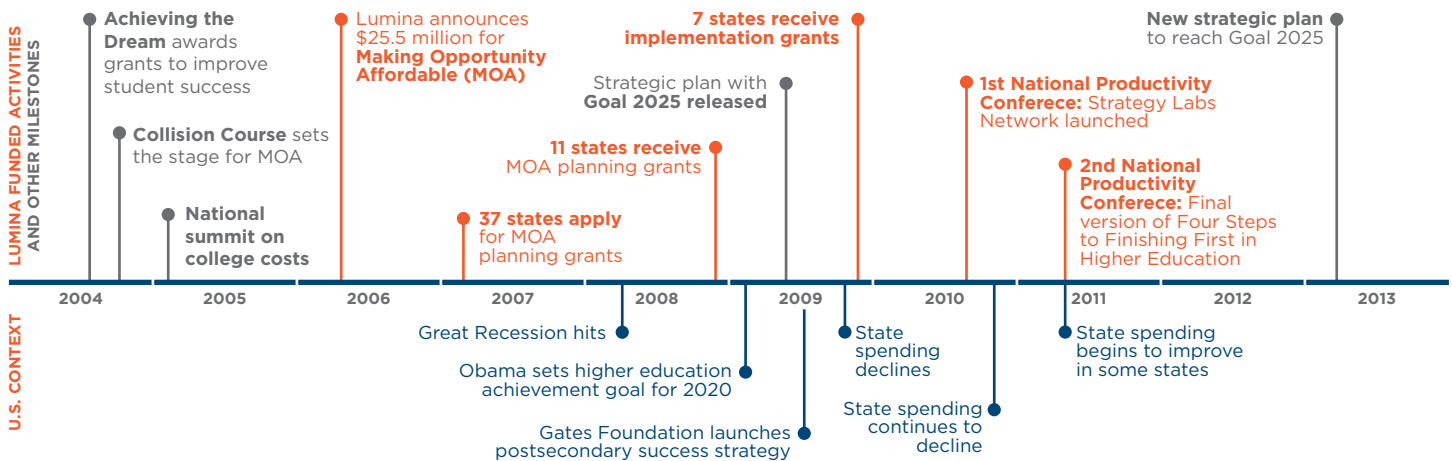 LUMINA FUNDED ACTIVITIES
AND OTHER MILESTONES
Achieving the
Dream awards
grants to improve
student success
Collision Course sets
the stage for MOA
National
summit on
college costs
Lumina announces
$25.5 million for
Making Opportunity
Affordable (MOA)
37 states apply
for MOA
planning grants
11 states receive
MOA planning grants
Strategic plan with
Goal 2025 released
7 states receive
implementation grants
1st National Productivity
Conferece: Strategy Labs
Network launched
2nd National
Productivity
Conferece: Final
version of Four Steps
to Finishing First in
Higher Education
New strategic plan
to reach Goal 2025
2004
2005
2006
2007
2008
2009
2010
2011
2012
2013
U.S. CONTEXT
Great Recession hits
Obama sets higher education
achievement goal for 2020
Gates Foundation launches
postsecondary success strategy
State
spending
declines
State spending
continues to
decline
State spending
begins to improve
in some states